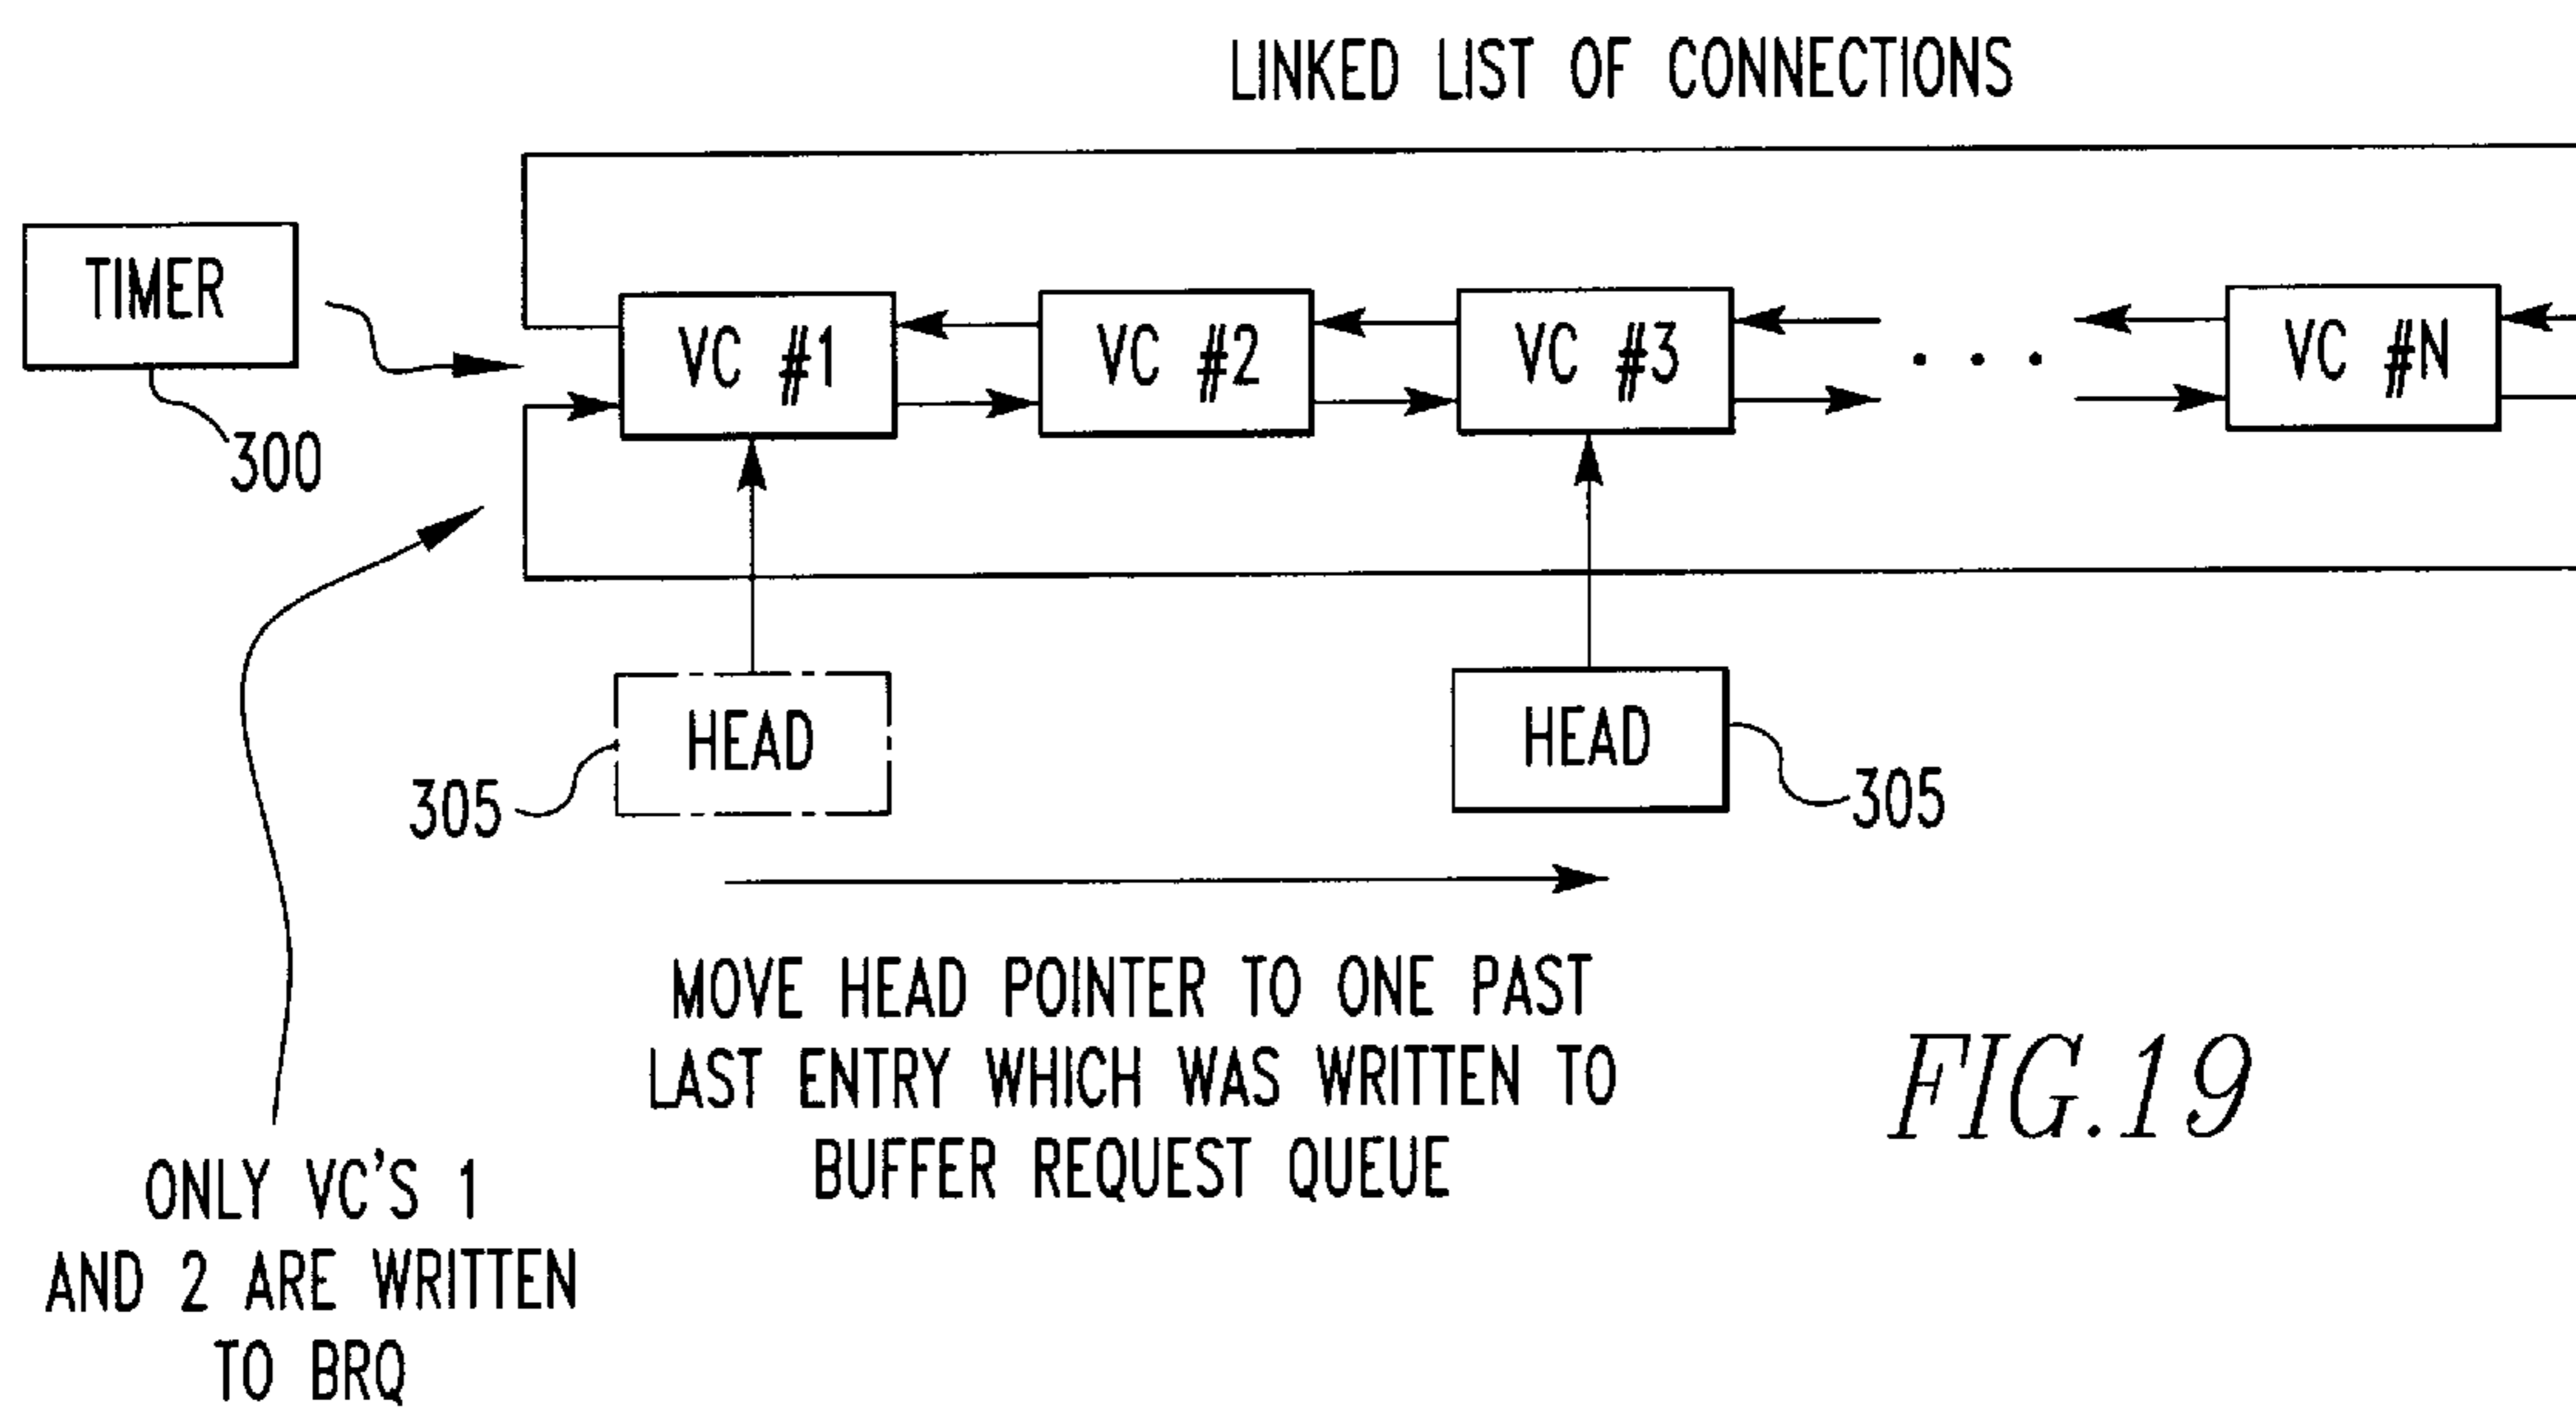 LINKED LIST OF CONNECTIONS
TIMER
300
VC #1
VC #2
VC #3
. . .
VC #N
HEAD
305
HEAD
305
MOVE HEAD POINTER TO ONE PAST
LAST ENTRY WHICH WAS WRITTEN TO
BUFFER REQUEST QUEUE
ONLY VC'S 1
AND 2 ARE WRITTEN
TO BRQ
FIG.19